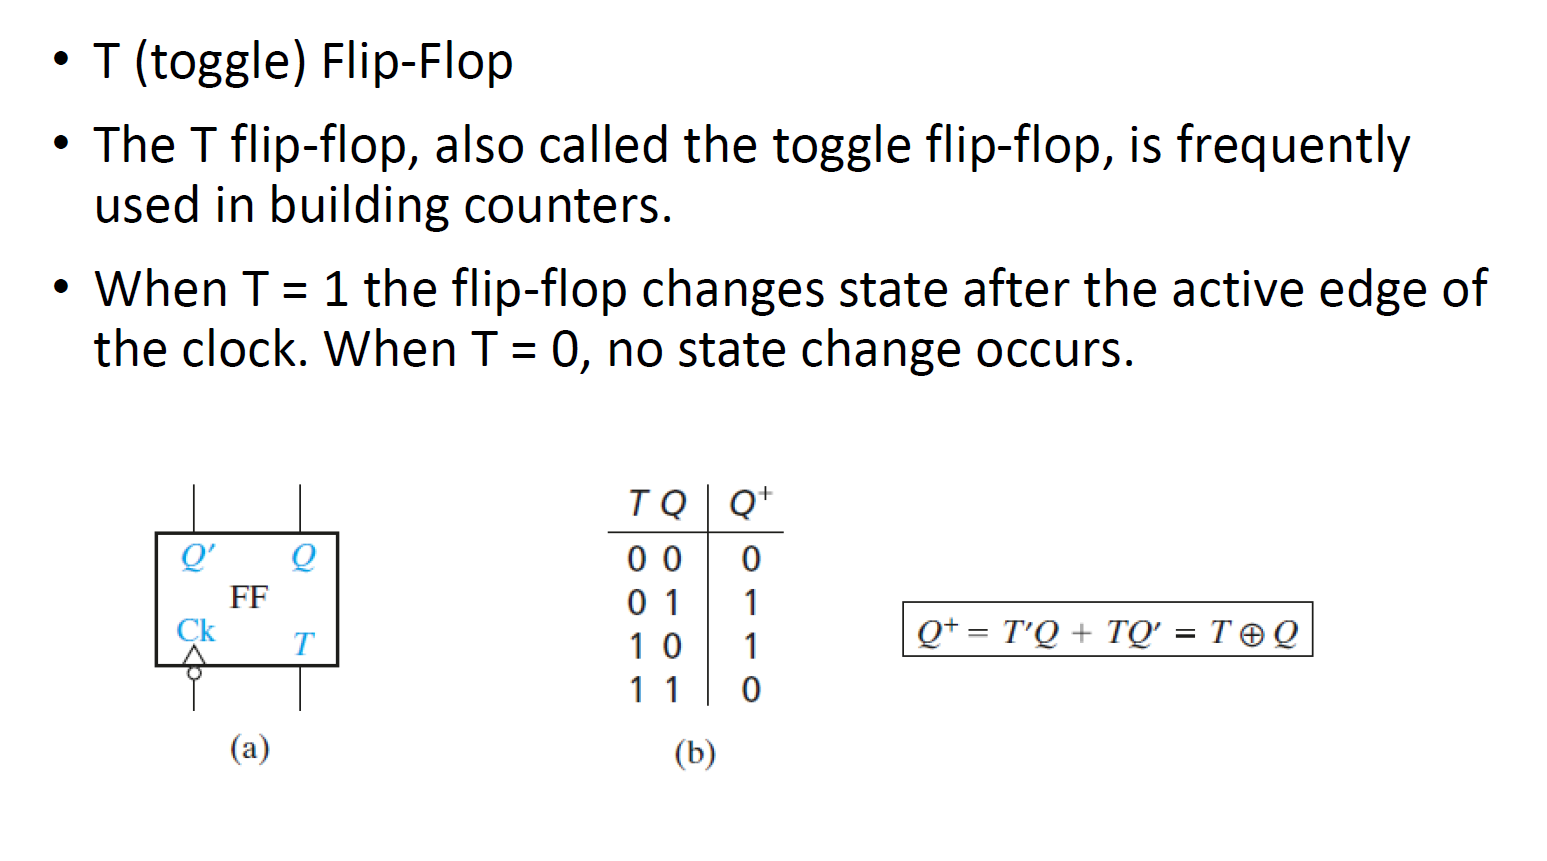 • T (toggle) Flip-Flop
• The T flip-flop, also called the toggle flip-flop, is frequently
used in building counters.
• When T = 1 the flip-flop changes state after the active edge of
the clock. When T = 0, no state change occurs.
Q′ Q
FF
Ck T
(a)
T Q Q⁺
0 0 0
0 1 1
1 0 1
1 1 0
(b)
Q⁺ = T′Q + TQ′ = T ⊕ Q